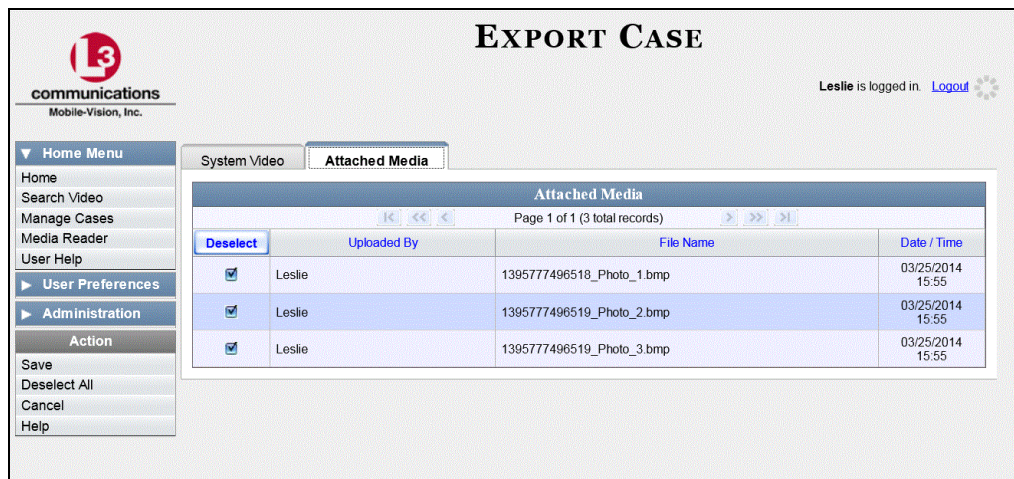 EXPORT CASE
L3
communications
Mobile-Vision, Inc.
Leslie is logged in. Logout
Home Menu
Home
Search Video
Manage Cases
Media Reader
User Help
User Preferences
Administration
Action
Save
Deselect All
Cancel
Help
System Video
Attached Media
Attached Media
Page 1 of 1 (3 total records)
Deselect Uploaded By File Name Date / Time
Leslie 1395777496518_Photo_1.bmp 03/25/2014 15:55
Leslie 1395777496519_Photo_2.bmp 03/25/2014 15:55
Leslie 1395777496519_Photo_3.bmp 03/25/2014 15:55